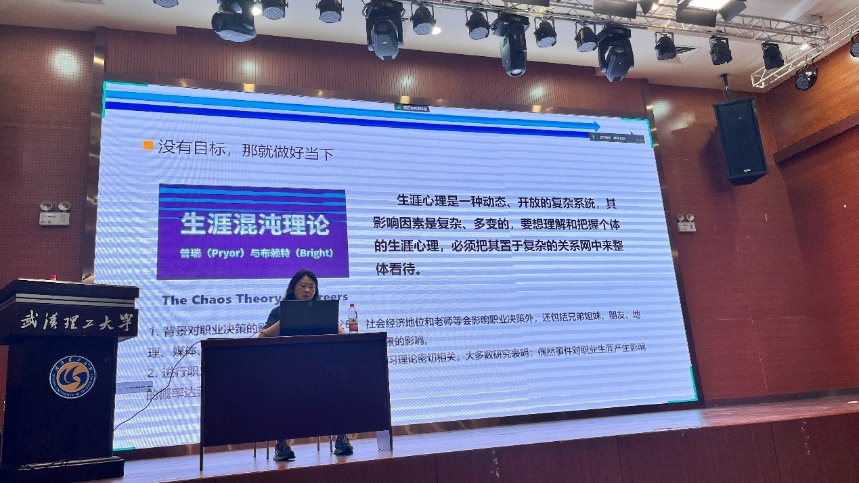 没有目标，那就做好当下
生涯混沌理论
普瑞（Pryor）与布赖特（Bright）
生涯心理是一种动态、开放的复杂系统，其
影响因素是复杂、多变的，要想理解和把握个体
的生涯心理，必须把其置于复杂的关系网中来整
体看待。
The Chaos Theory
1. 背景对职业决策的
社会经济地位和老师等会影响职业决策外，还包括兄弟姐妹、朋友、地
理、媒体、
景的影响。
2. 进行职
习理论密切相关。大多数研究表明：偶然事件对职业生涯产生影响
的概率达
武汉理工大学